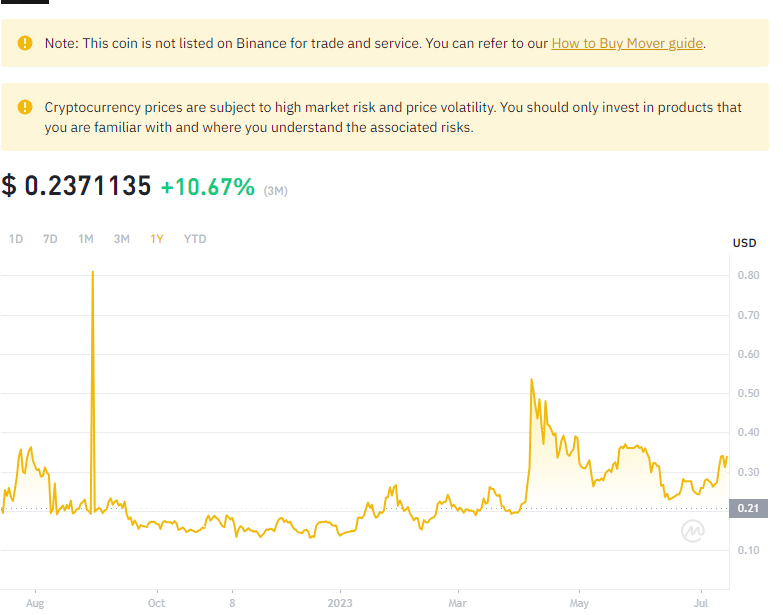 Note: This coin is not listed on Binance for trade and service. You can refer to our How to Buy Mover guide.
Cryptocurrency prices are subject to high market risk and price volatility. You should only invest in products that
you are familiar with and where you understand the associated risks.
$ 0.2371135 +10.67% (3M)
1D 7D 1M 3M 1Y YTD
USD
0.80
0.70
0.60
0.50
0.40
0.30
0.21
0.10
Aug Oct 8 2023 Mar May Jul